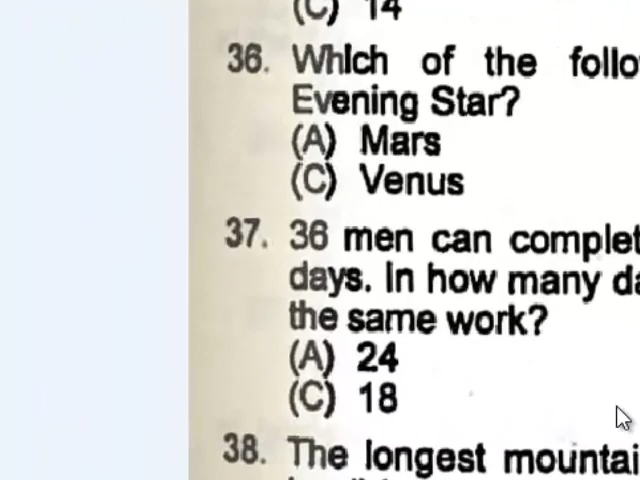 (C) 14
36. Which of the follo
Evening Star?
(A) Mars
(C) Venus
37. 36 men can complet
days. In how many da
the same work?
(A) 24
(C) 18
38. The longest mountai